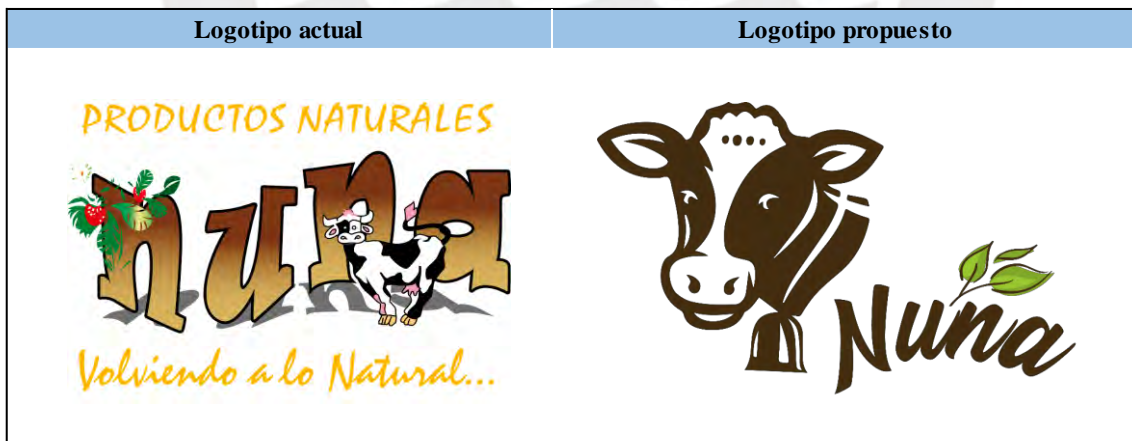 Logotipo actual
Logotipo propuesto
PRODUCTOS NATURALES
nuna
Volviendo a lo Natural...
Nuna